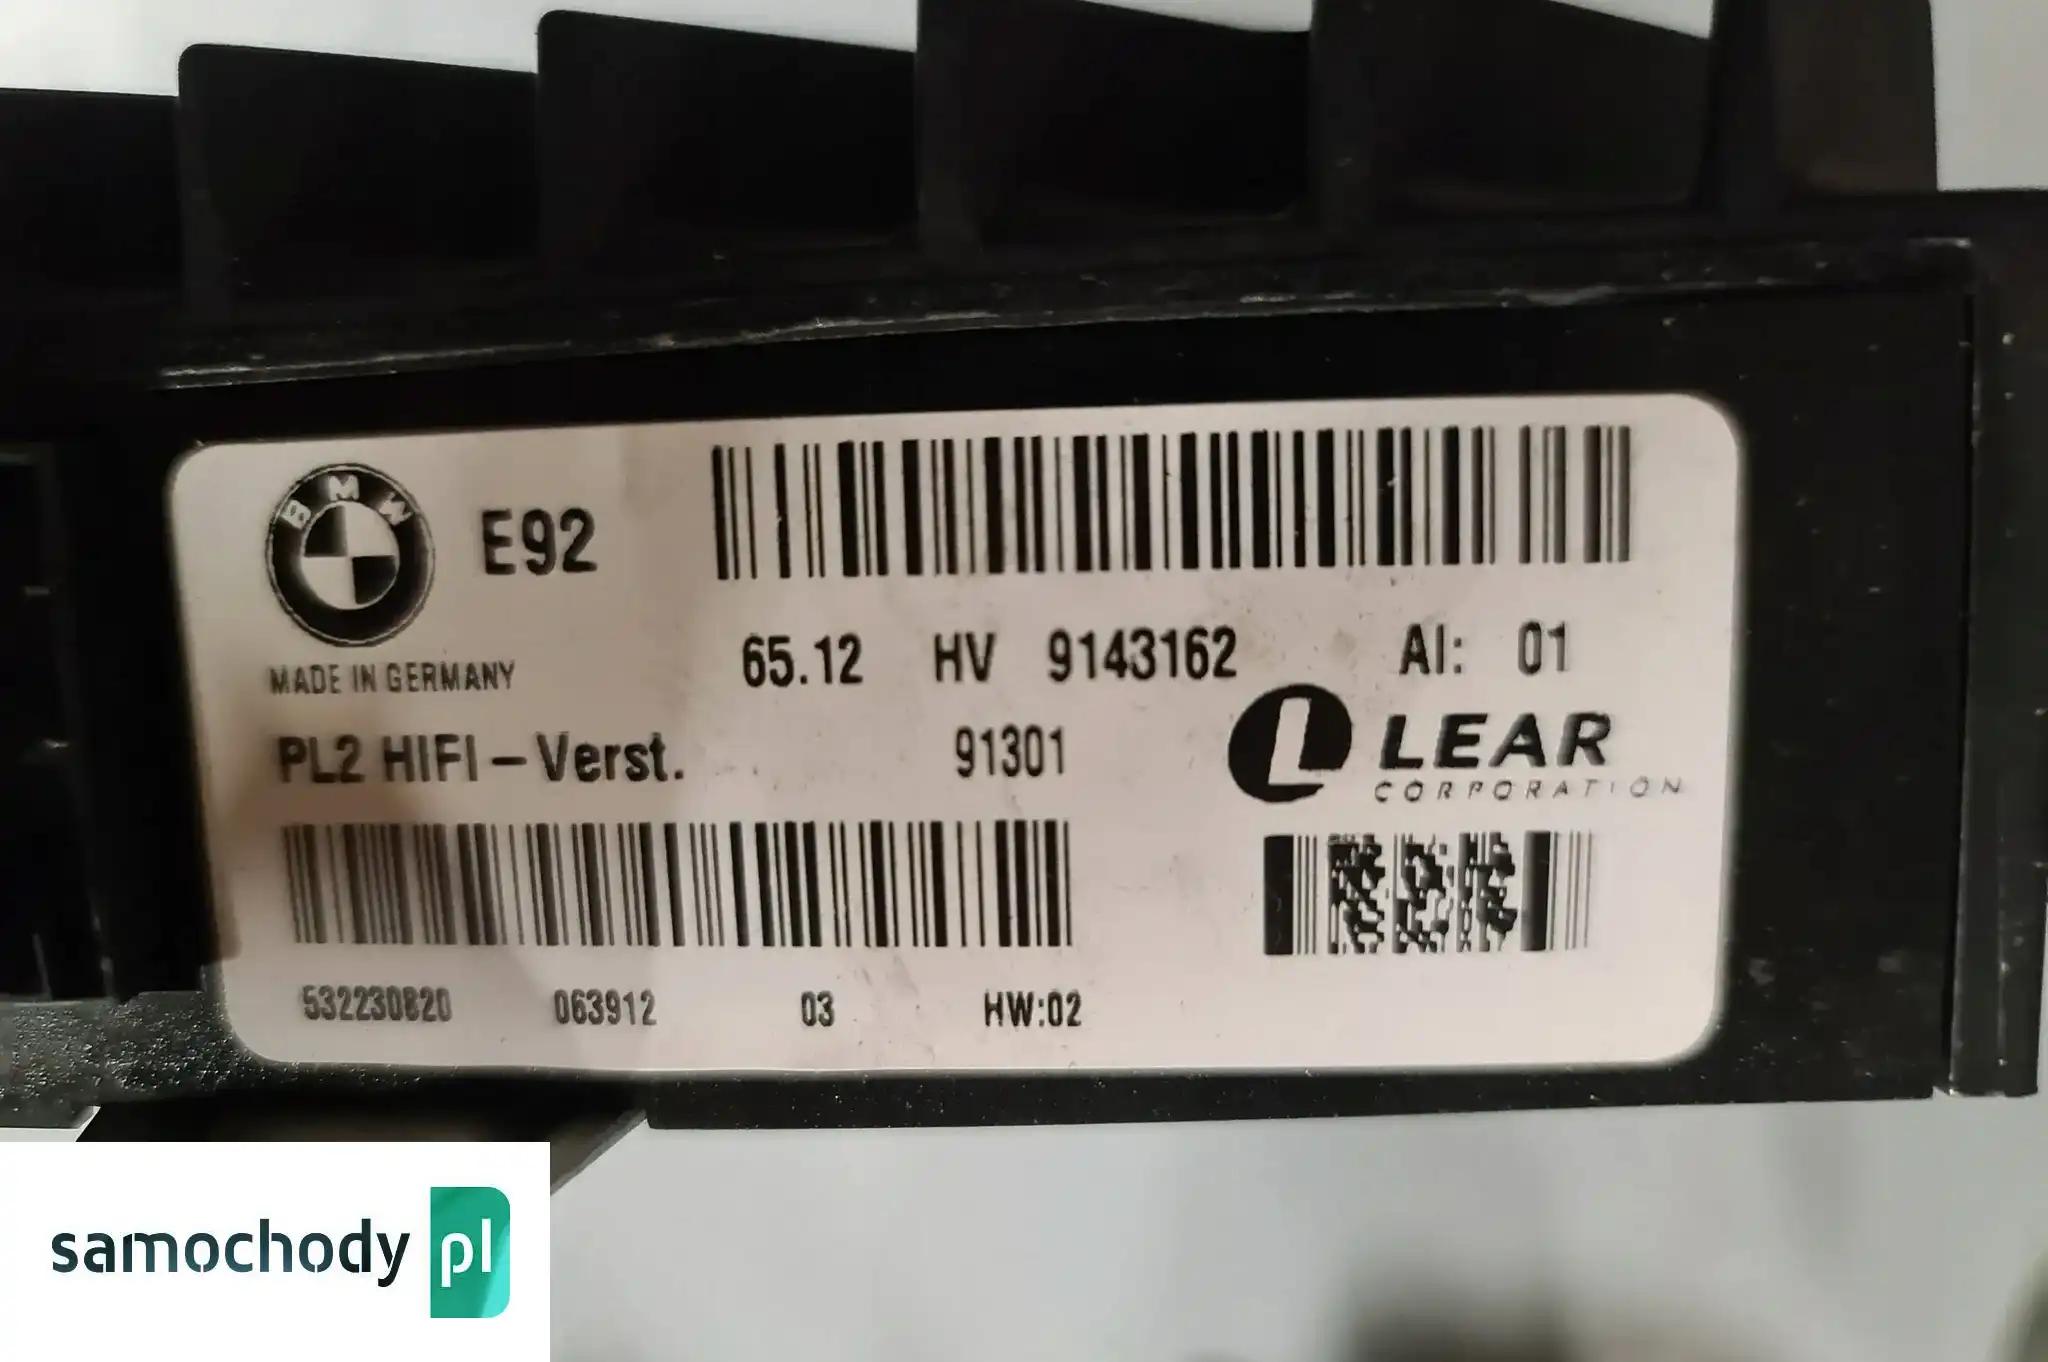 BMW
E92
MADE IN GERMANY
65.12 HV 9143162 AI: 01
PL2 HIFI-Verst. 91301
L LEAR
CORPORATION
532230820 063912 03 HW:02
samochody pl